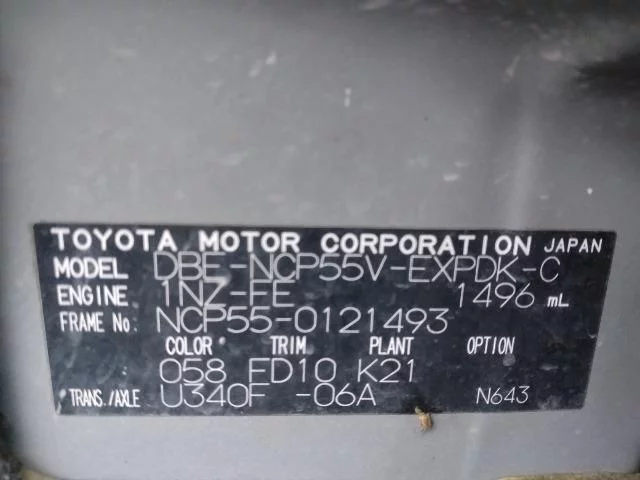 TOYOTA MOTOR CORPORATION JAPAN
MODEL DBE-NCP55V-EXPDK-C
ENGINE 1NZ-FE 1496 mL
FRAME No. NCP55-0121493
COLOR TRIM PLANT OPTION
058 FD10 K21
TRANS./AXLE U340F -06A N643